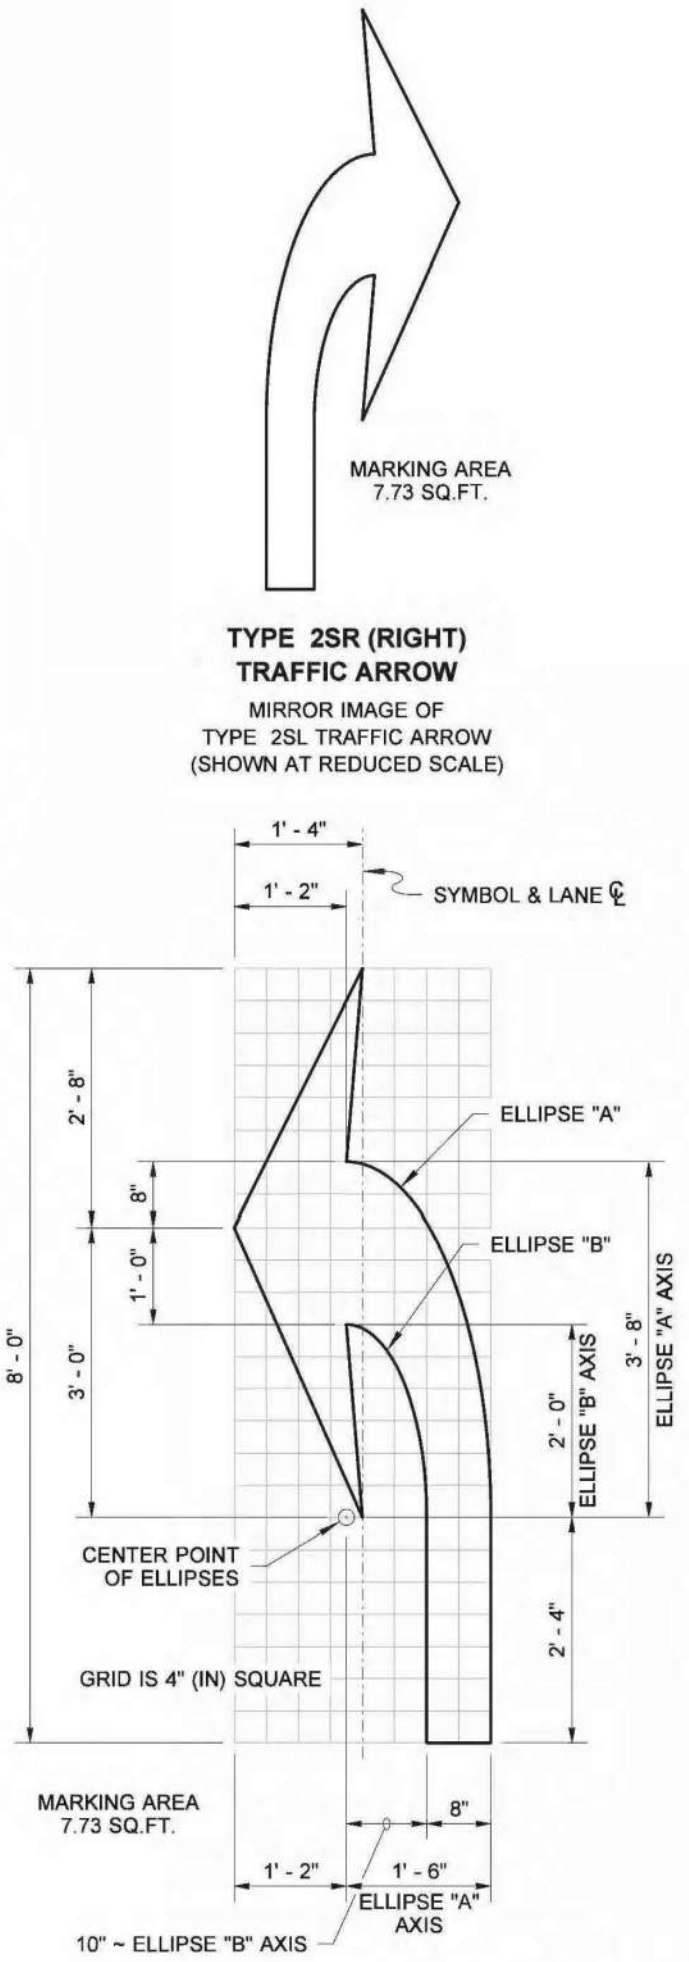 MARKING AREA
7.73 SQ.FT.
TYPE 2SR (RIGHT)
TRAFFIC ARROW
MIRROR IMAGE OF
TYPE 2SL TRAFFIC ARROW
(SHOWN AT REDUCED SCALE)
1' - 4"
1' - 2"
SYMBOL & LANE ℄
2' - 8"
ELLIPSE "A"
8"
ELLIPSE "B"
1' - 0"
8' - 0"
3' - 0"
2' - 0"
ELLIPSE "B" AXIS
3' - 8"
ELLIPSE "A" AXIS
CENTER POINT
OF ELLIPSES
2' - 4"
GRID IS 4" (IN) SQUARE
MARKING AREA
7.73 SQ.FT.
8"
1' - 2"
1' - 6"
ELLIPSE "A"
AXIS
10" ~ ELLIPSE "B" AXIS